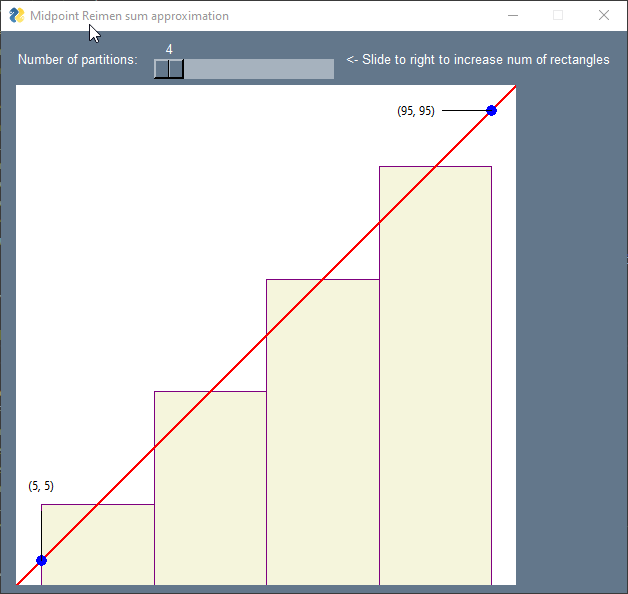 Midpoint Reimen sum approximation
4
Number of partitions:
<- Slide to right to increase num of rectangles
(95, 95)
(5, 5)